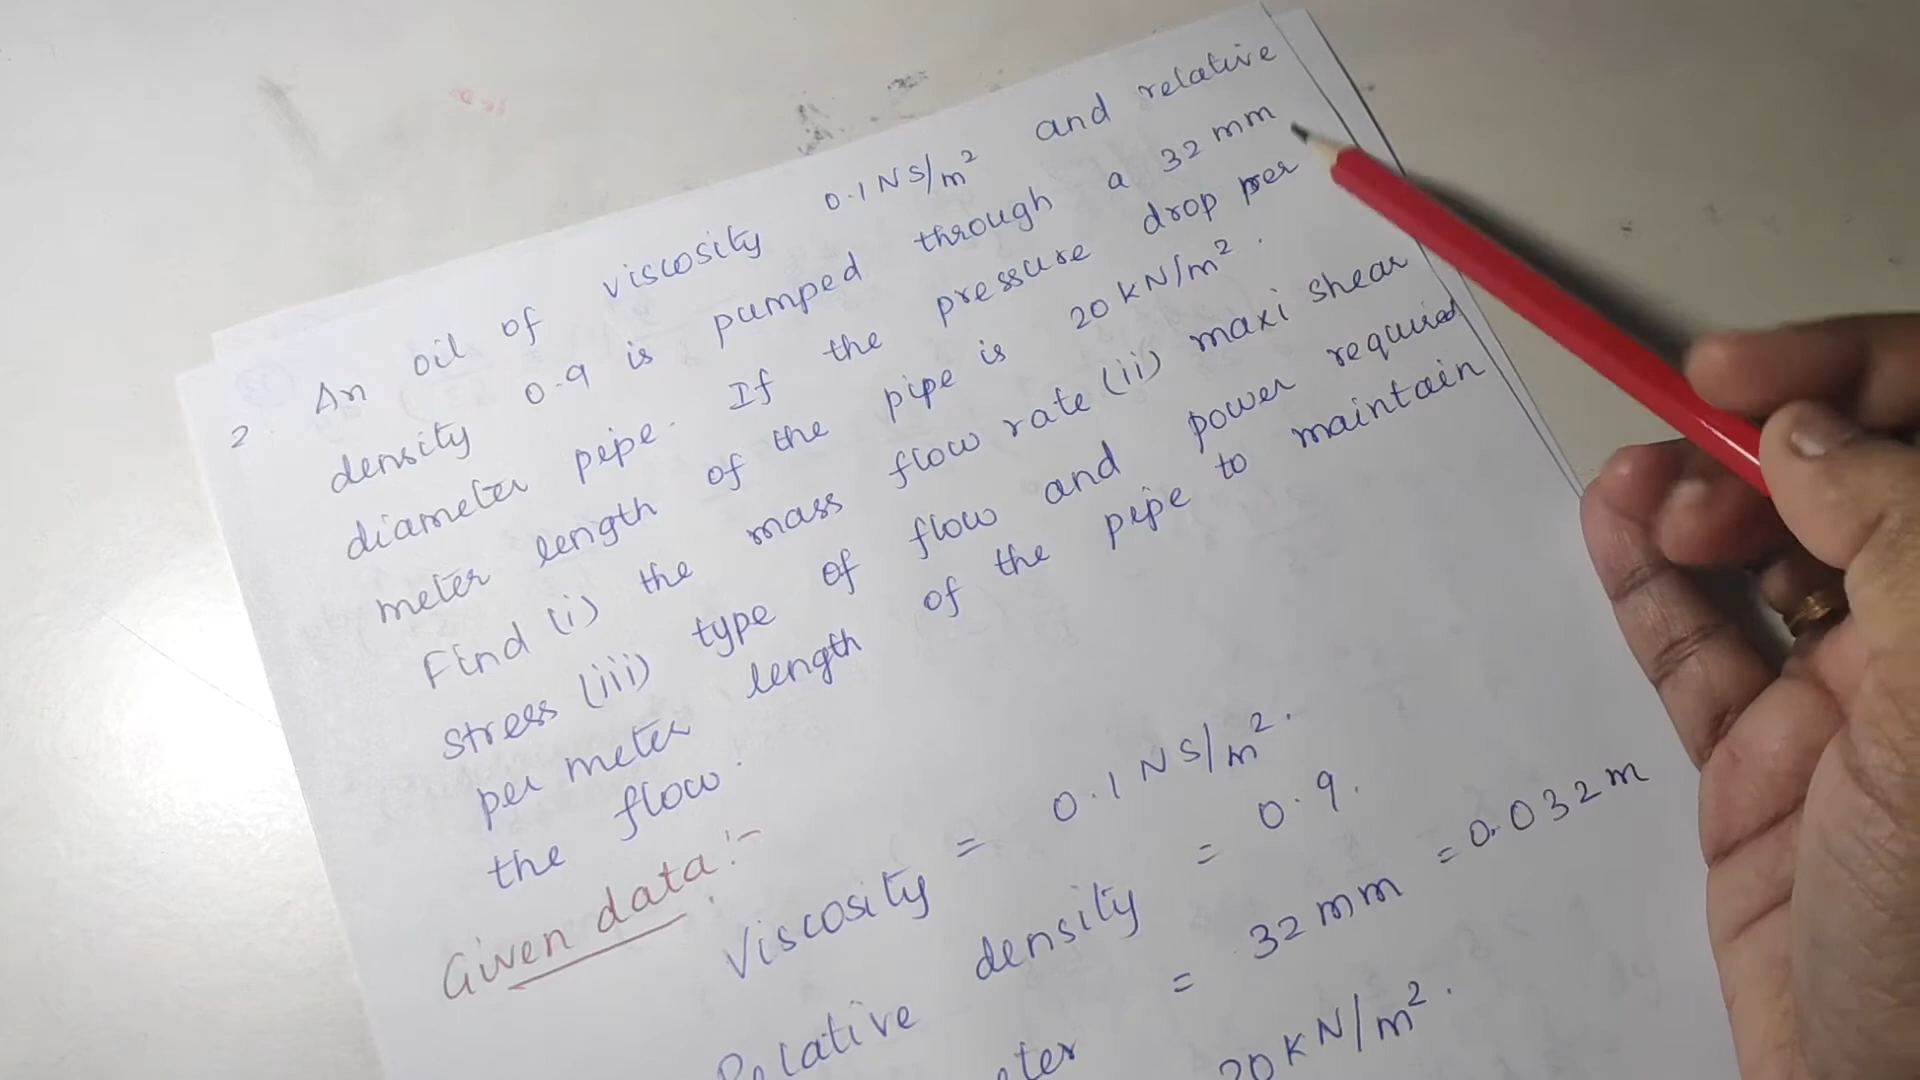 2. An oil of viscosity 0.1 NS/m² and relative
density 0.9 is pumped through a 32 mm
diameter pipe. If the pressure drop per
meter length of the pipe is 20 KN/m².
Find (i) the mass flow rate (ii) maxi shear
stress (iii) type of flow and power required
per meter length of the pipe to maintain
the flow.
Given data:-
Viscosity = 0.1 NS/m².
Relative density = 0.9.
= 32 mm = 0.032 m
20 KN/m².